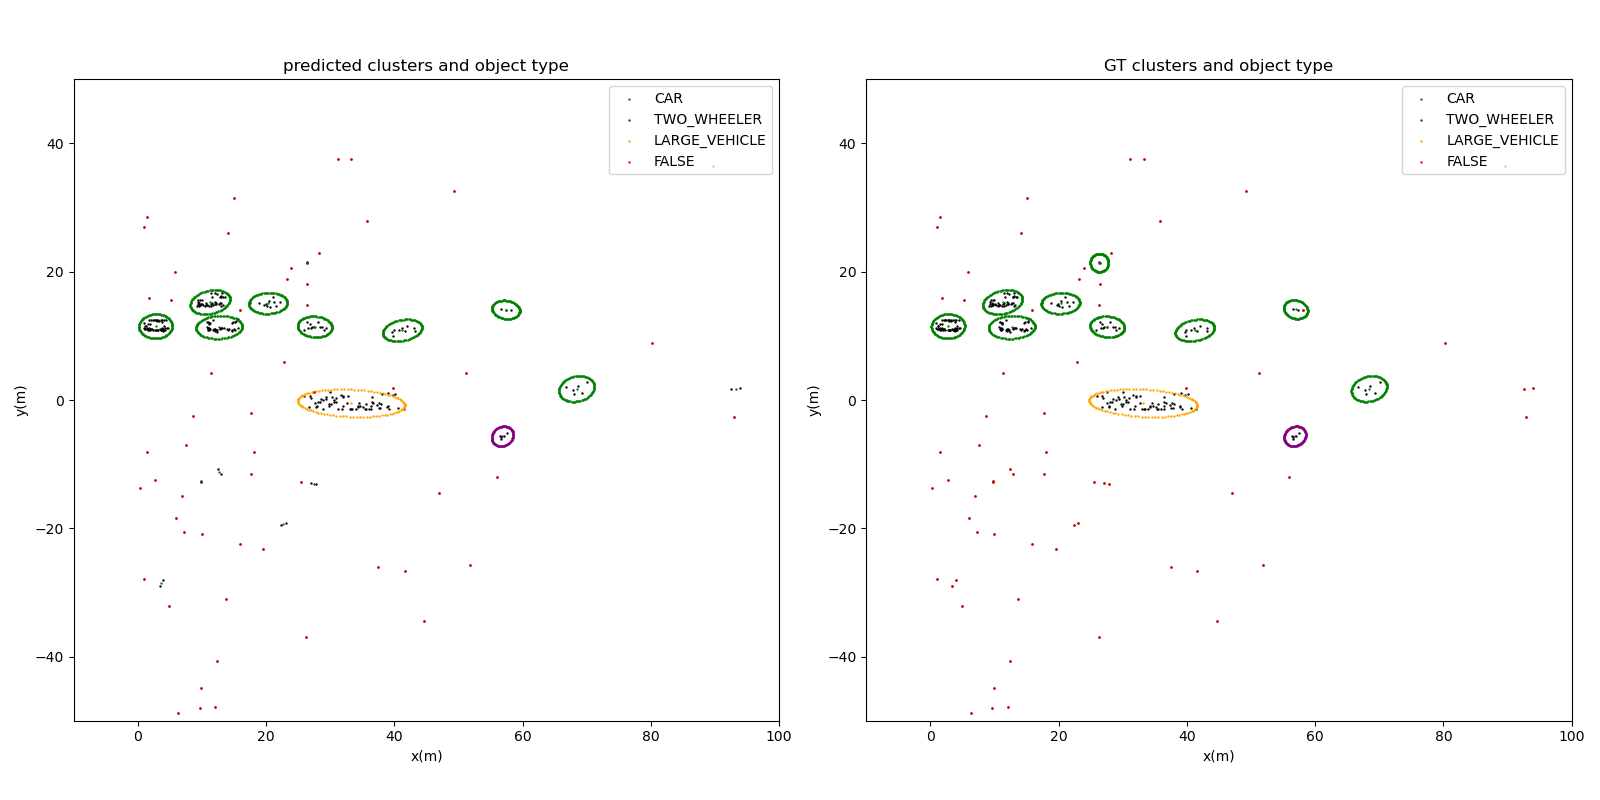 predicted clusters and object type
CAR
TWO_WHEELER
LARGE_VEHICLE
FALSE
40
20
0
−20
−40
y(m)
0 20 40 60 80 100
x(m)
GT clusters and object type
CAR
TWO_WHEELER
LARGE_VEHICLE
FALSE
40
20
0
−20
−40
y(m)
0 20 40 60 80 100
x(m)